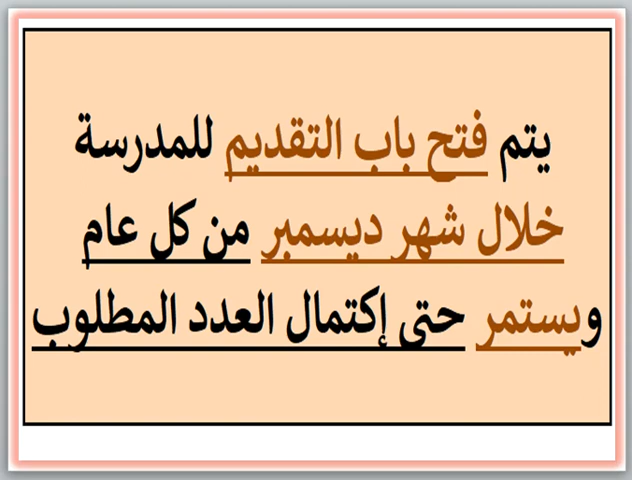 يتم فتح باب التقديم للمدرسة
خلال شهر ديسمبر من كل عام
ويستمر حتى إكتمال العدد المطلوب